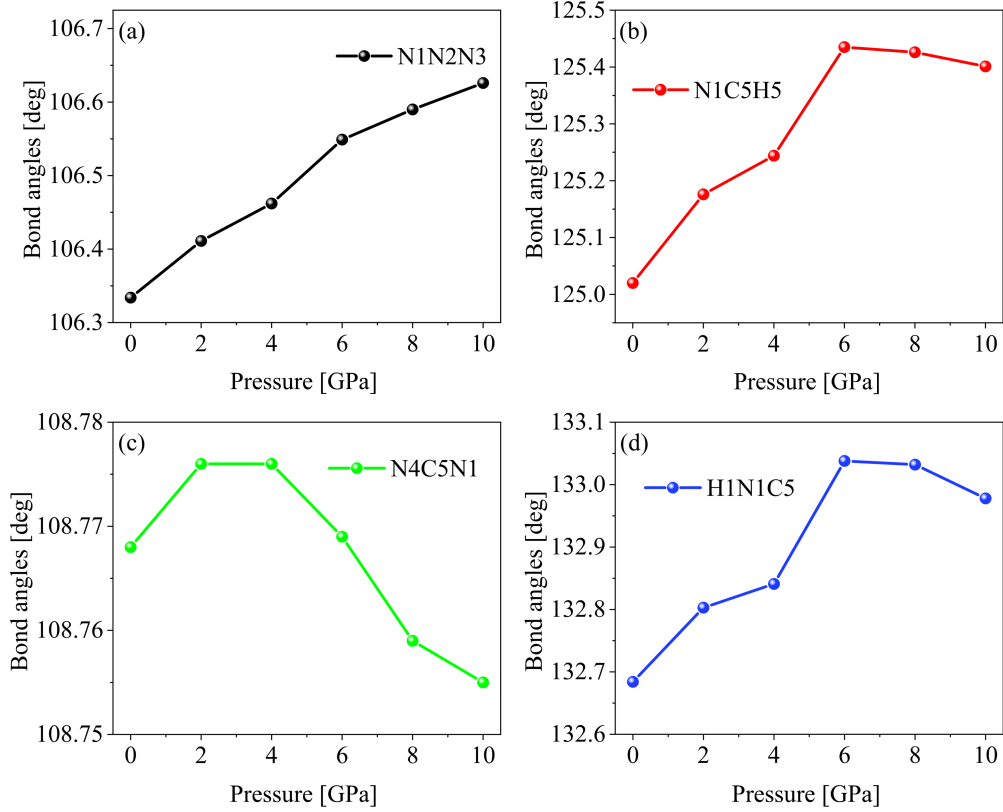 (a)
N1N2N3
Bond angles [deg]
106.7
106.6
106.5
106.4
106.3
0 2 4 6 8 10
Pressure [GPa]
(b)
N1C5H5
Bond angles [deg]
125.5
125.4
125.3
125.2
125.1
125.0
0 2 4 6 8 10
Pressure [GPa]
(c)
N4C5N1
Bond angles [deg]
108.78
108.77
108.76
108.75
0 2 4 6 8 10
Pressure [GPa]
(d)
H1N1C5
Bond angles [deg]
133.1
133.0
132.9
132.8
132.7
132.6
0 2 4 6 8 10
Pressure [GPa]